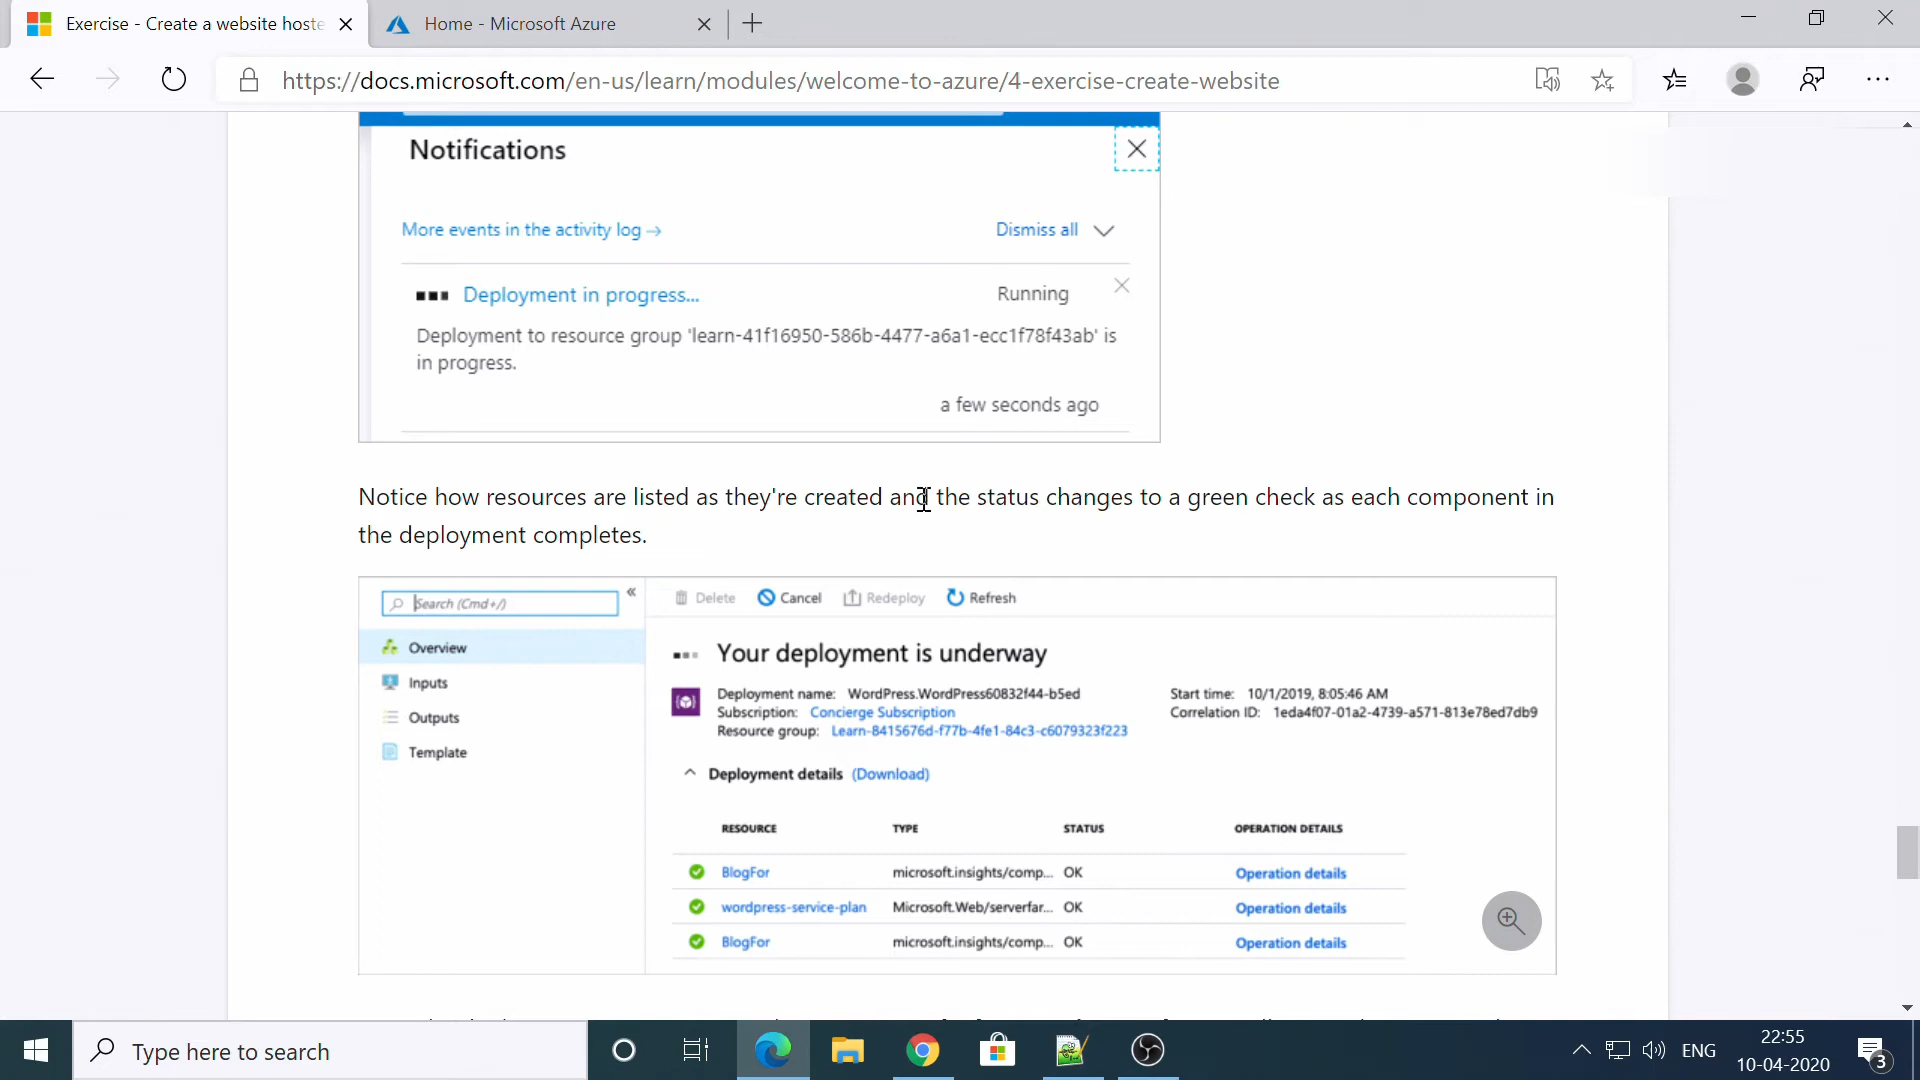 Exercise - Create a website hoste
Home - Microsoft Azure
https://docs.microsoft.com/en-us/learn/modules/welcome-to-azure/4-exercise-create-website
Notifications
More events in the activity log →
Dismiss all
Deployment in progress...
Running
Deployment to resource group 'learn-41f16950-586b-4477-a6a1-ecc1f78f43ab' is
in progress.
a few seconds ago
Notice how resources are listed as they're created and the status changes to a green check as each component in
the deployment completes.
Search (Cmd+/)
«
Delete
Cancel
Redeploy
Refresh
Overview
Inputs
Outputs
Template
Your deployment is underway
Deployment name: WordPress.WordPress60832f44-b5ed
Subscription: Concierge Subscription
Resource group: Learn-8415676d-f77b-4fe1-84c3-c6079323f223
Start time: 10/1/2019, 8:05:46 AM
Correlation ID: 1eda4f07-01a2-4739-a571-813e78ed7db9
Deployment details (Download)
RESOURCE TYPE STATUS OPERATION DETAILS
BlogFor microsoft.insights/comp... OK Operation details
wordpress-service-plan Microsoft.Web/serverfar... OK Operation details
BlogFor microsoft.insights/comp... OK Operation details
Type here to search
ENG
22:55
10-04-2020
3